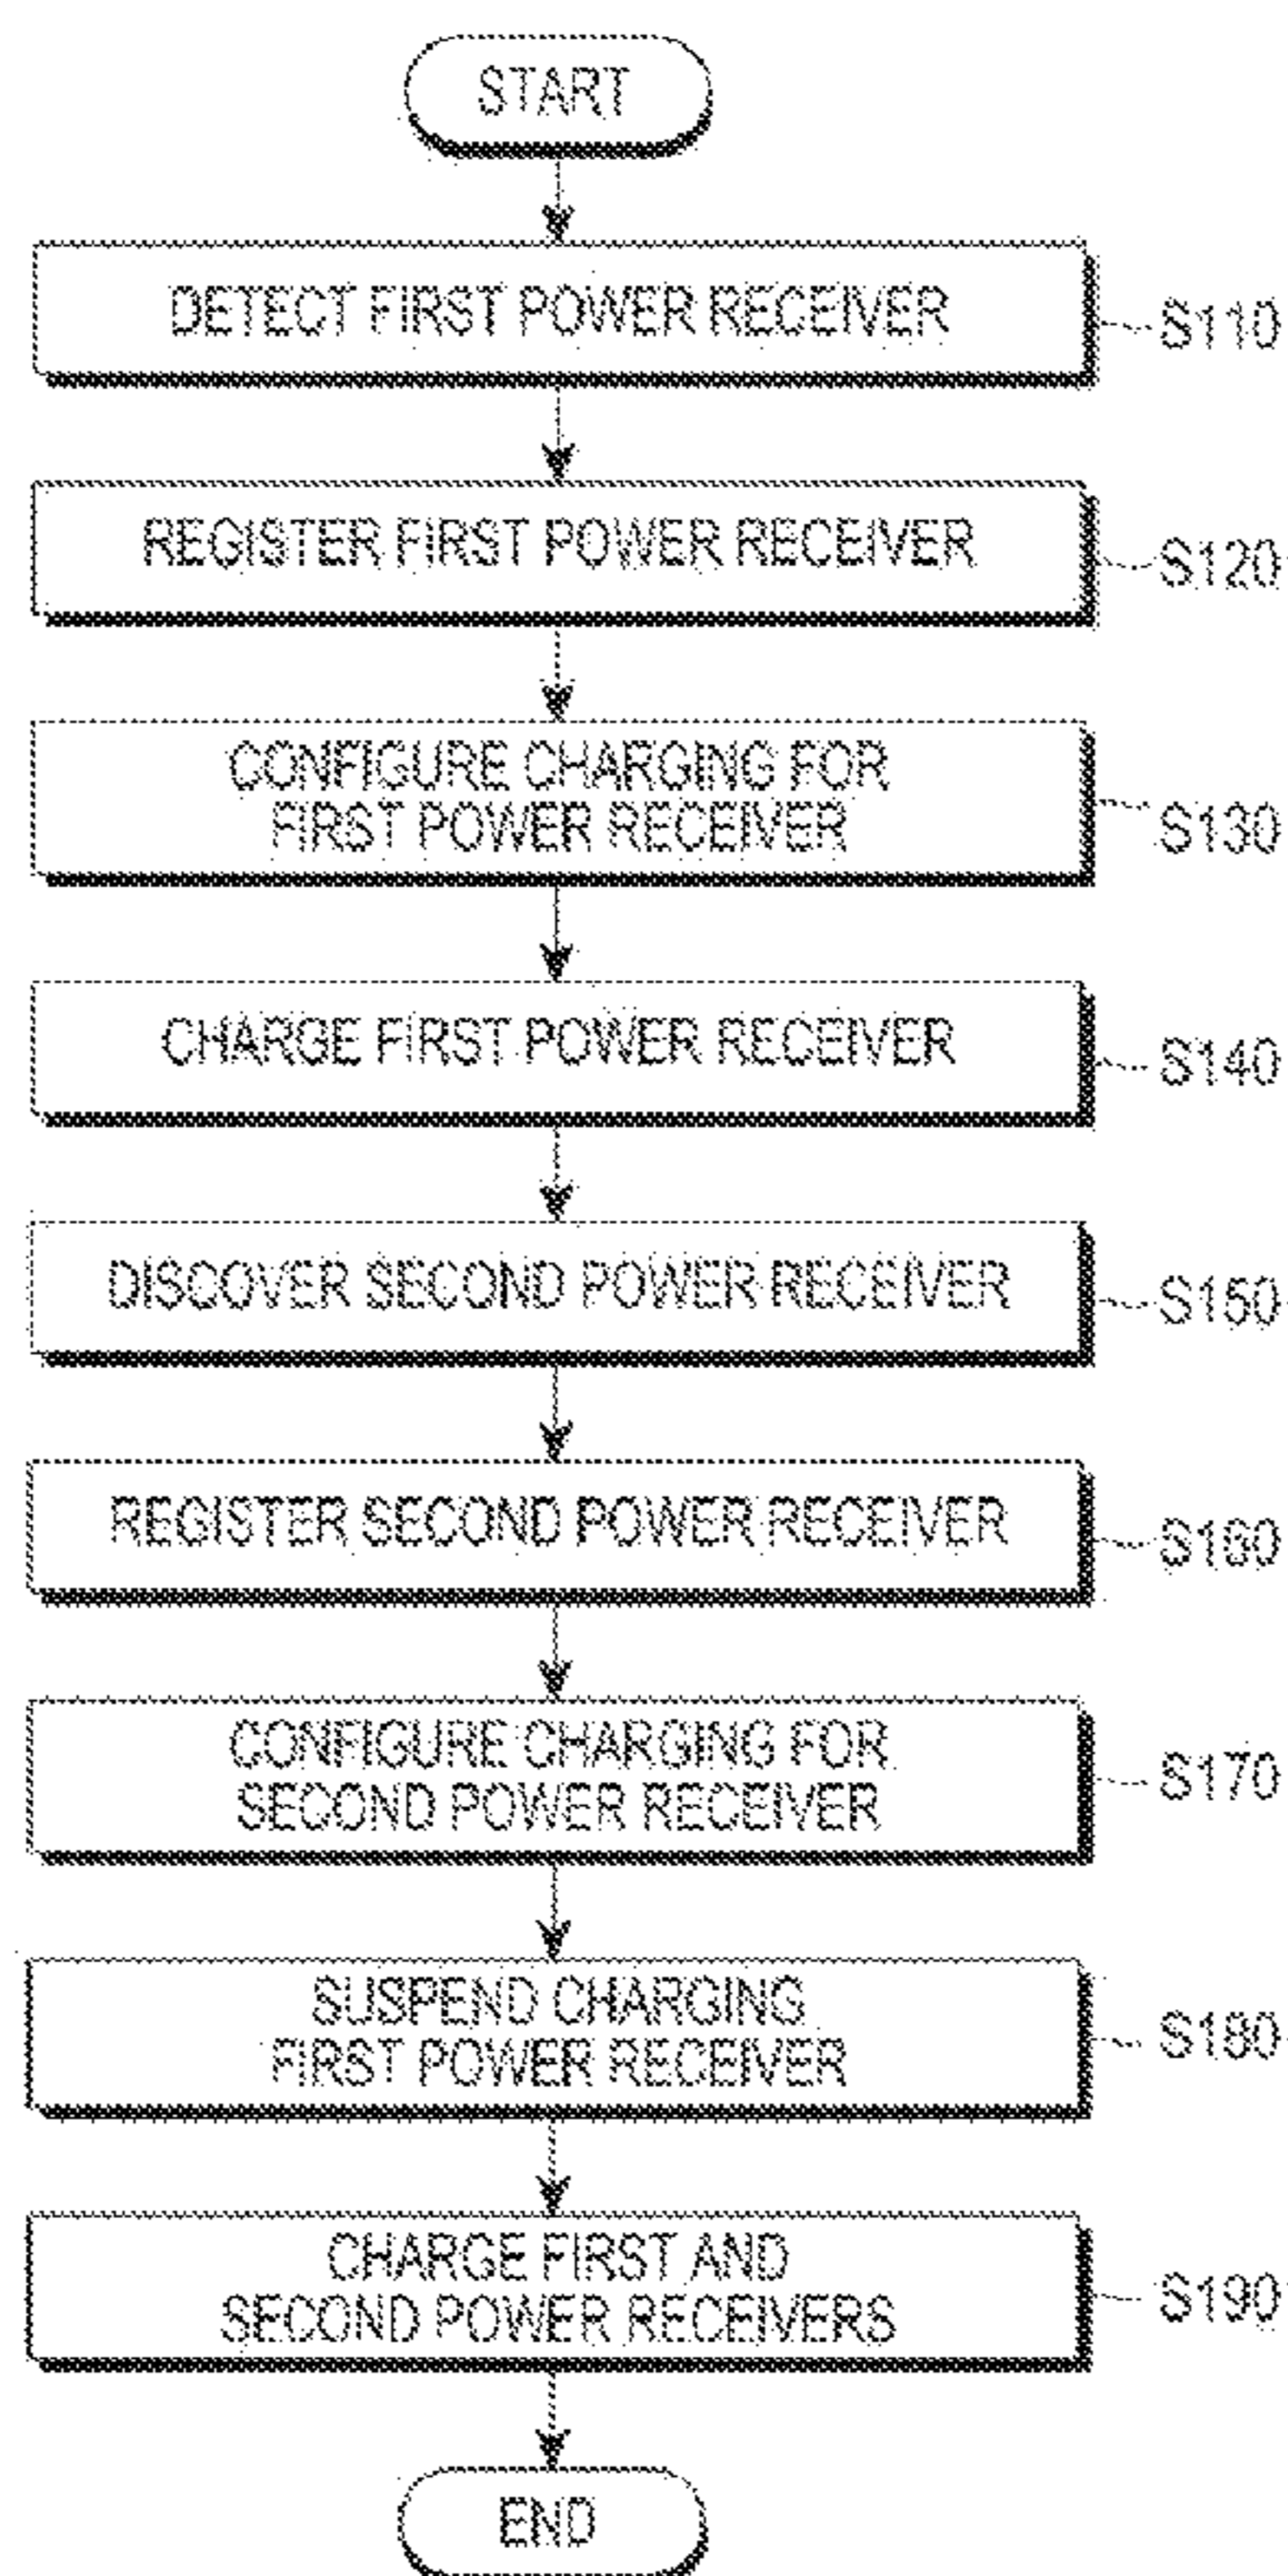 START
DETECT FIRST POWER RECEIVER
S110
REGISTER FIRST POWER RECEIVER
S120
CONFIGURE CHARGING FOR
FIRST POWER RECEIVER
S130
CHARGE FIRST POWER RECEIVER
S140
DISCOVER SECOND POWER RECEIVER
S150
REGISTER SECOND POWER RECEIVER
S160
CONFIGURE CHARGING FOR
SECOND POWER RECEIVER
S170
SUSPEND CHARGING
FIRST POWER RECEIVER
S180
CHARGE FIRST AND
SECOND POWER RECEIVERS
S190
END